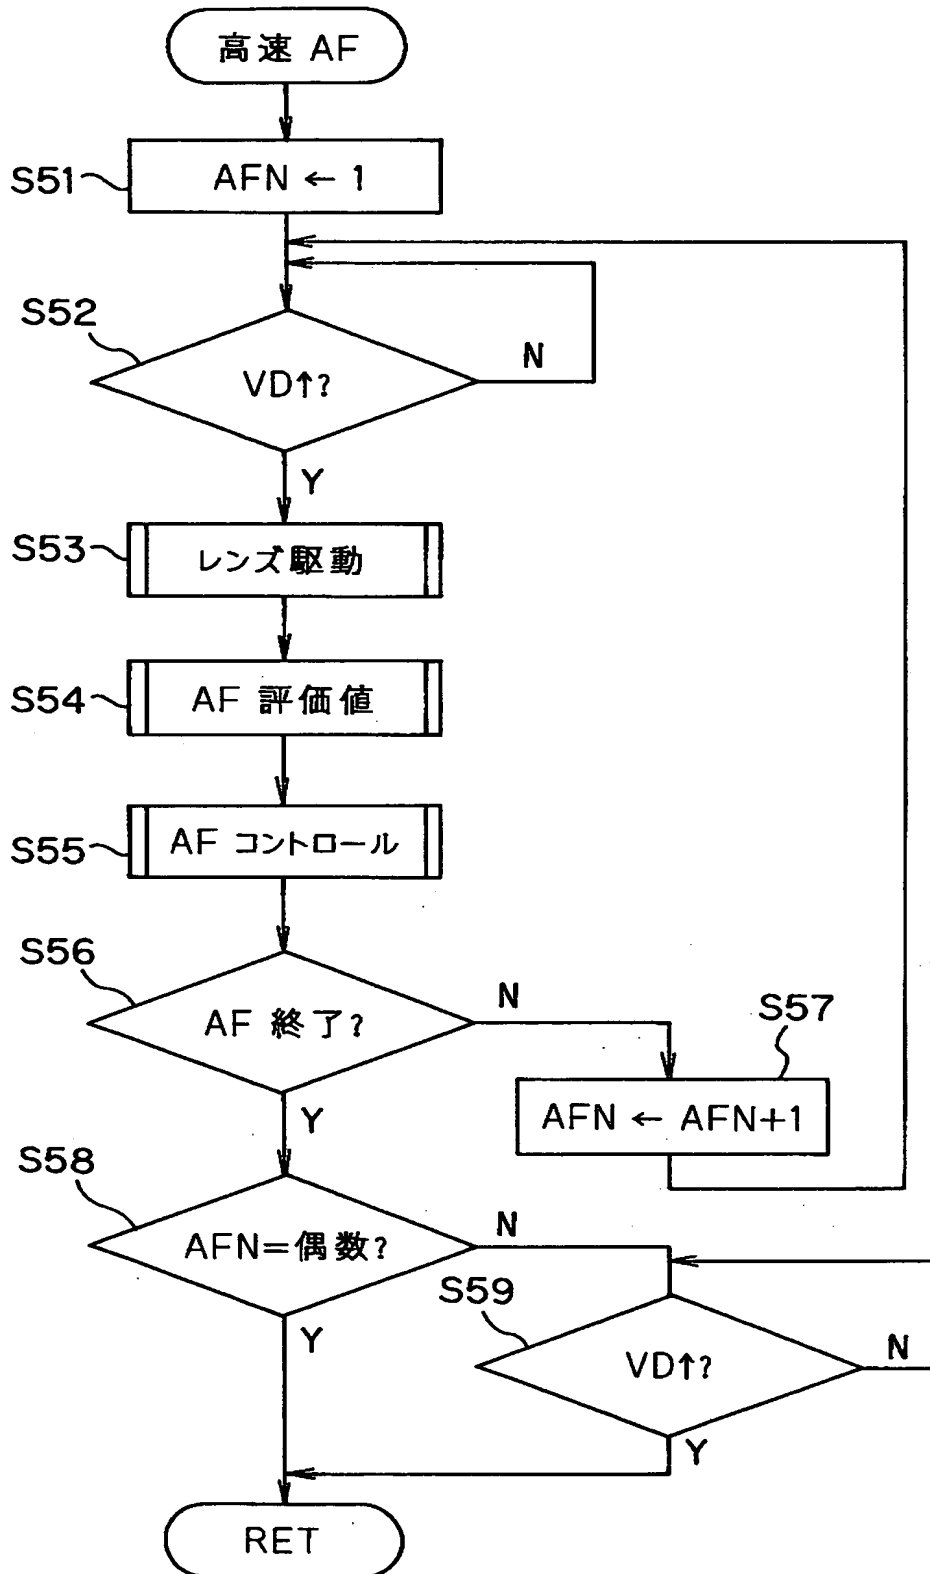 高速 AF
S51
AFN ← 1
S52
VD↑?
N
Y
S53
レンズ駆動
S54
AF 評価値
S55
AF コントロール
S56
AF 終了?
N
S57
AFN ← AFN+1
Y
S58
AFN=偶数?
N
S59
VD↑?
N
Y
Y
RET